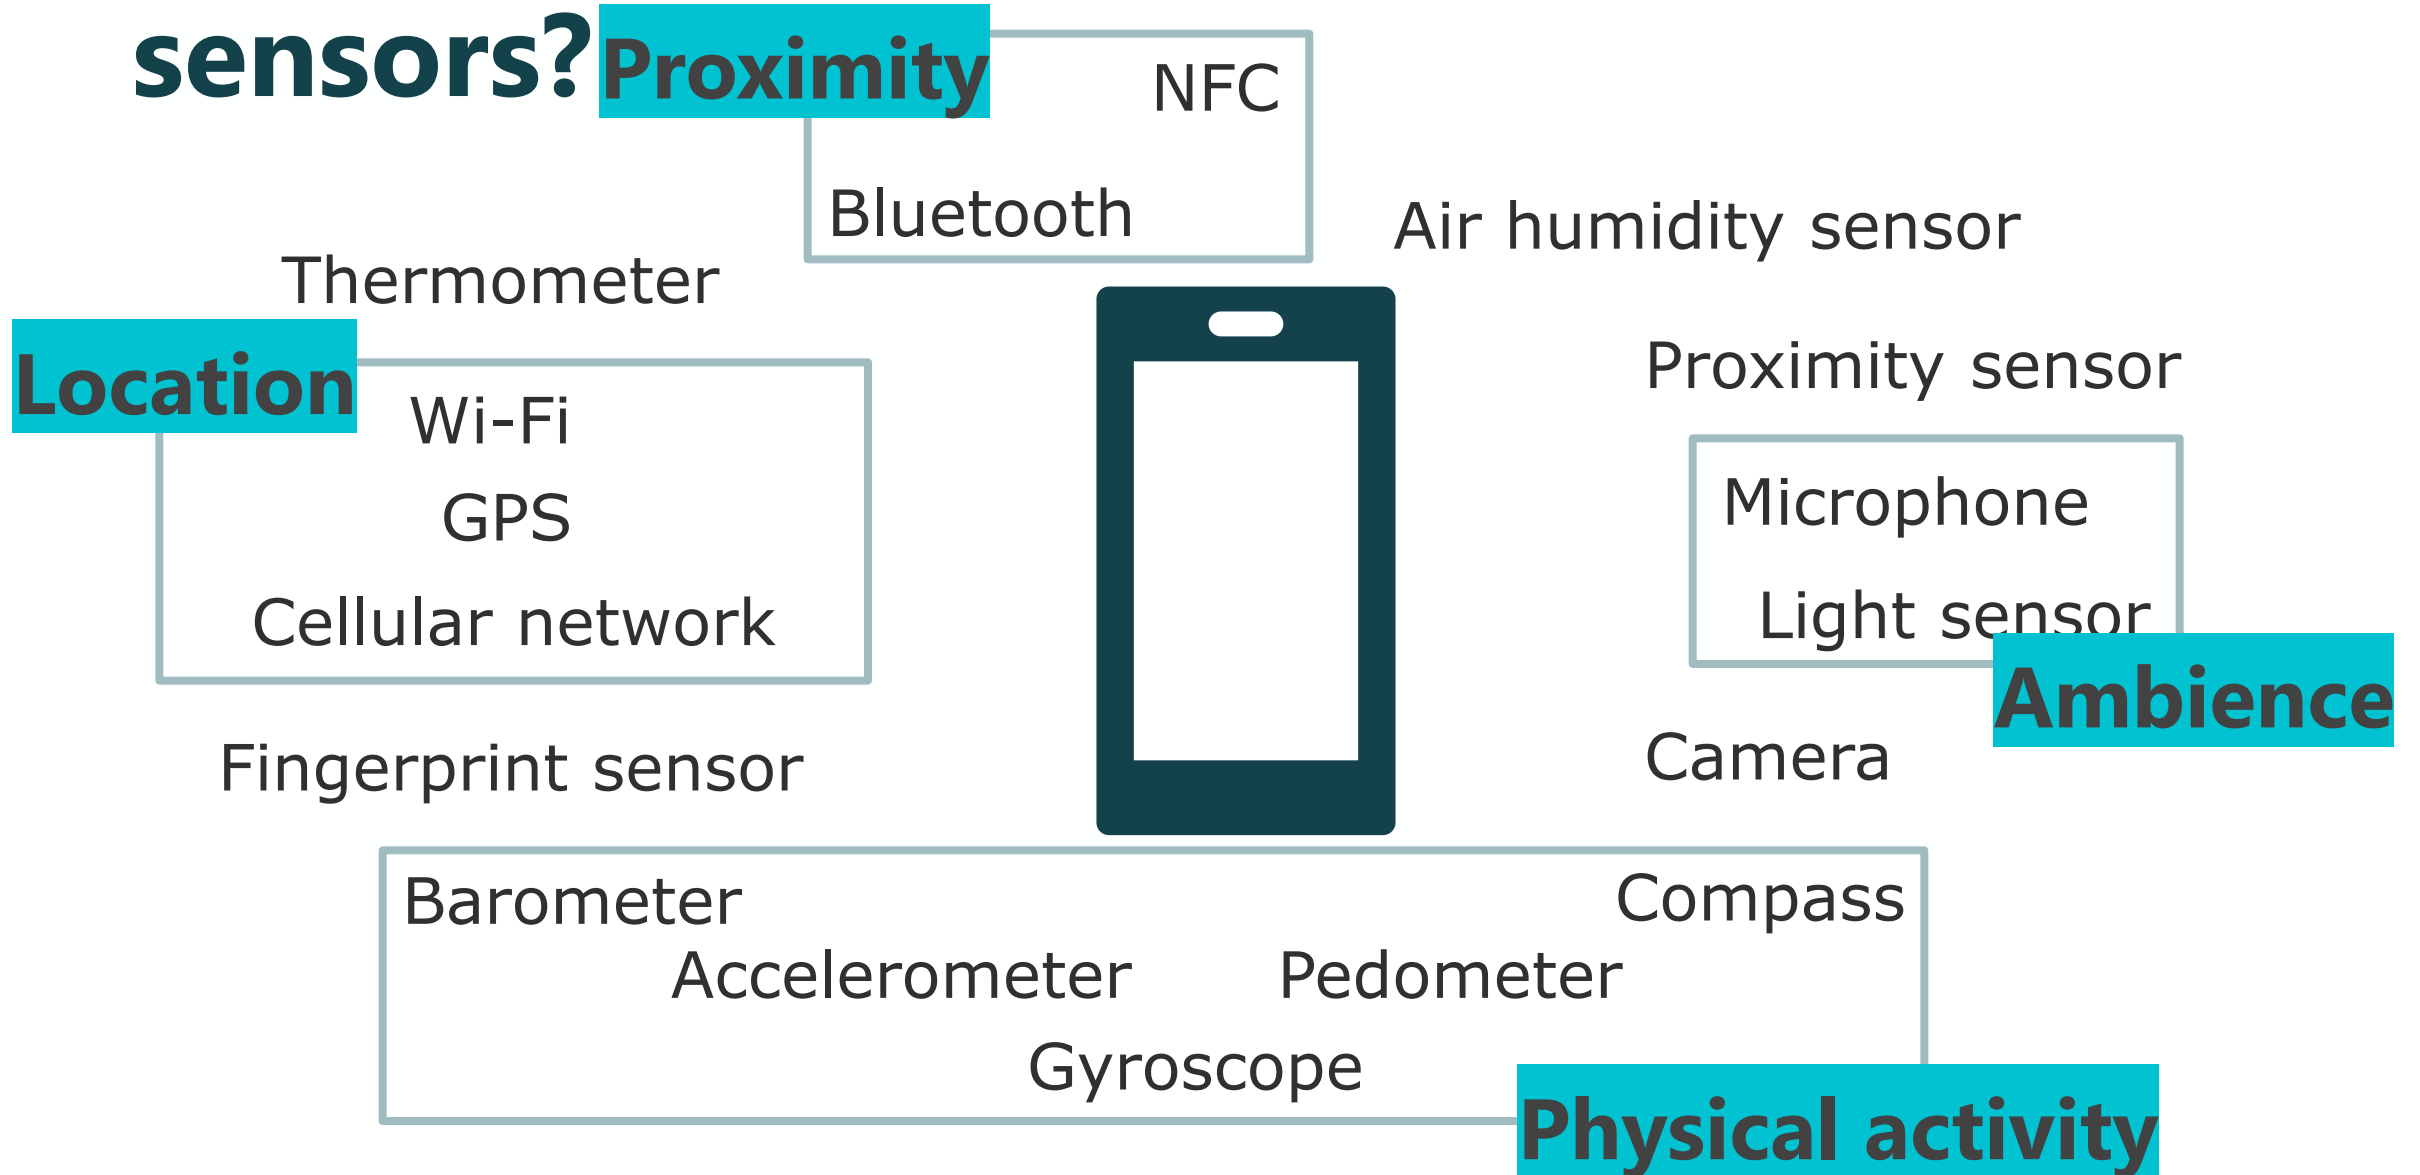 sensors?
Proximity
NFC
Bluetooth
Air humidity sensor
Thermometer
Location
Wi-Fi
GPS
Cellular network
Proximity sensor
Microphone
Light sensor
Ambience
Fingerprint sensor
Camera
Barometer
Compass
Accelerometer
Pedometer
Gyroscope
Physical activity